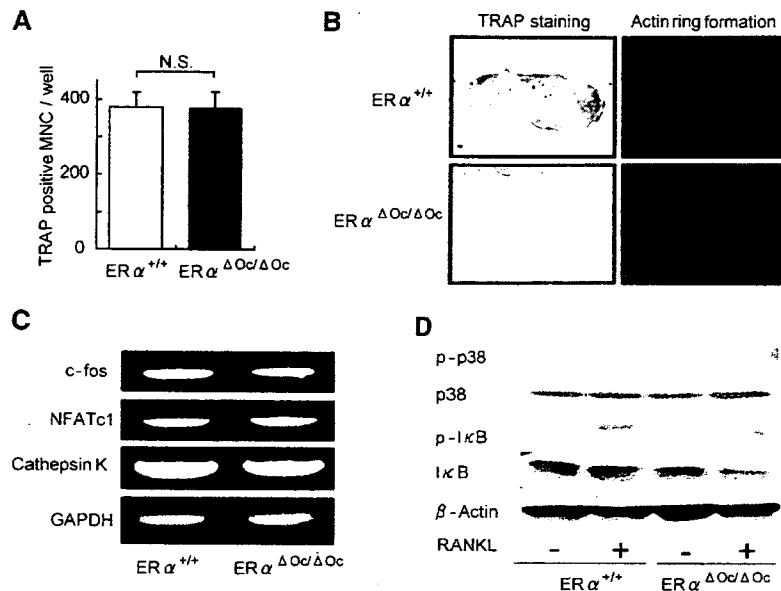 A
N.S.
TRAP positive MNC / well
400
200
0
ERα+/+
ERαΔOc/ΔOc
B
TRAP staining
Actin ring formation
ERα+/+
ERαΔOc/ΔOc
C
c-fos
NFATc1
Cathepsin K
GAPDH
ERα+/+
ERαΔOc/ΔOc
D
p-p38
p38
p-IκB
IκB
β-Actin
RANKL - + - +
ERα+/+
ERαΔOc/ΔOc